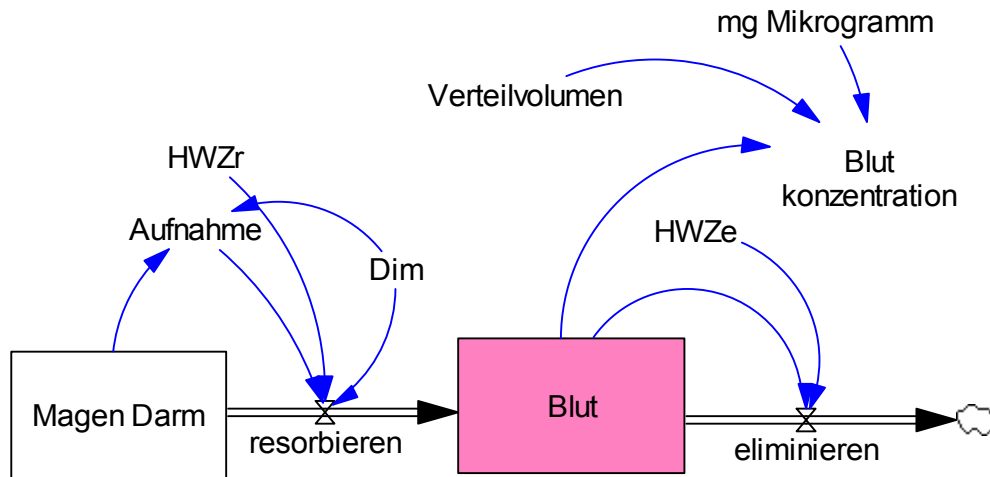 mg Mikrogramm
Verteilvolumen
HWZr
Blut
konzentration
Aufnahme
HWZe
Dim
Magen Darm
Blut
resorbieren
eliminieren